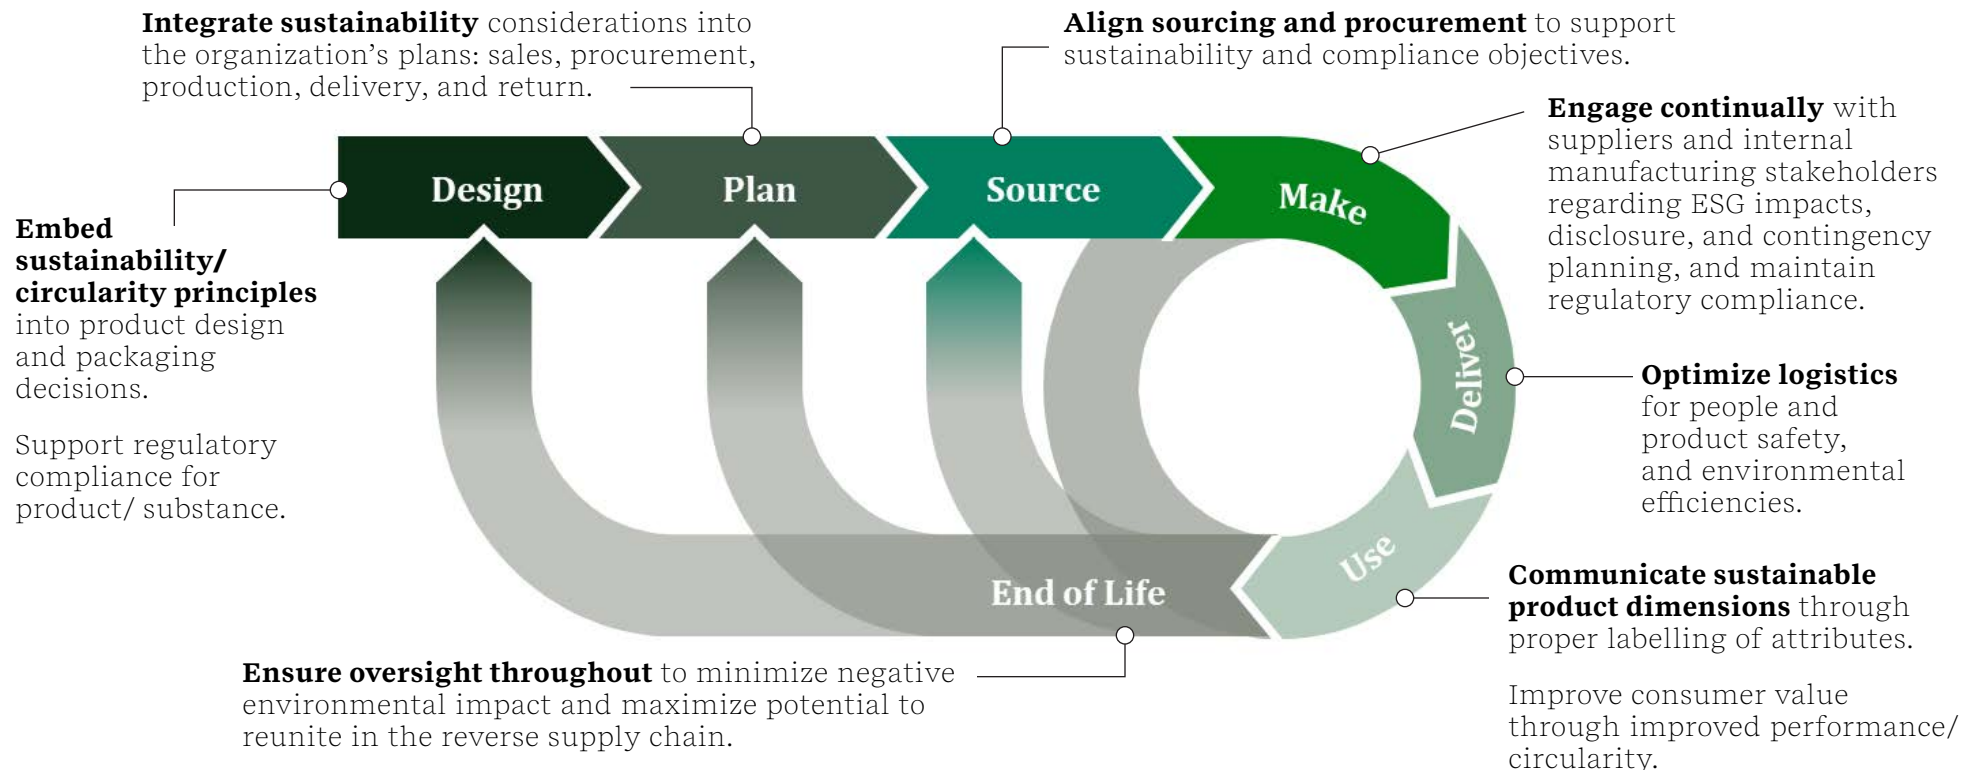 Integrate sustainability considerations into
the organization’s plans: sales, procurement,
production, delivery, and return.
Align sourcing and procurement to support
sustainability and compliance objectives.
Engage continually with
suppliers and internal
manufacturing stakeholders
regarding ESG impacts,
disclosure, and contingency
planning, and maintain
regulatory compliance.
Design
Plan
Source
Make
Deliver
Use
End of Life
Embed
sustainability/
circularity principles
into product design
and packaging
decisions.
Support regulatory
compliance for
product/ substance.
Optimize logistics
for people and
product safety,
and environmental
efficiencies.
Communicate sustainable
product dimensions through
proper labelling of attributes.
Improve consumer value
through improved performance/
circularity.
Ensure oversight throughout to minimize negative
environmental impact and maximize potential to
reunite in the reverse supply chain.